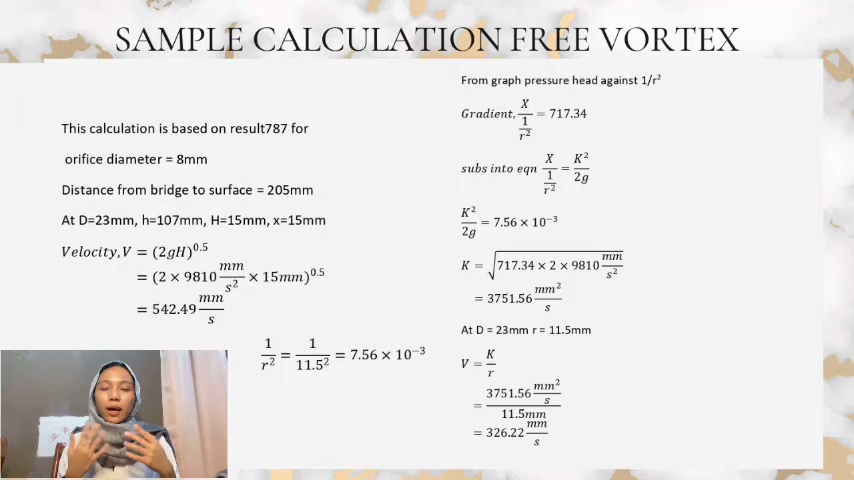 SAMPLE CALCULATION FREE VORTEX
This calculation is based on result787 for
orifice diameter = 8mm
Distance from bridge to surface = 205mm
At D=23mm, h=107mm, H=15mm, x=15mm
Velocity, V = (2gH)^0.5
= (2 × 9810 mm/s² × 15mm)^0.5
= 542.49 mm/s
1/r² = 1/11.5² = 7.56 × 10⁻³
From graph pressure head against 1/r²
Gradient, X/(1/r²) = 717.34
subs into eqn X/(1/r²) = K²/2g
K²/2g = 7.56 × 10⁻³
K = √(717.34 × 2 × 9810 mm/s²)
= 3751.56 mm²/s
At D = 23mm r = 11.5mm
V = K/r
= 3751.56 mm²/s / 11.5mm
= 326.22 mm/s